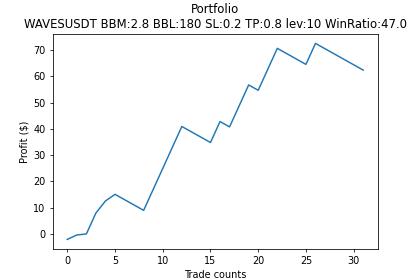 Portfolio
WAVESUSDT BBM:2.8 BBL:180 SL:0.2 TP:0.8 lev:10 WinRatio:47.0
70
60
50
40
30
20
10
0
Profit ($)
0 5 10 15 20 25 30
Trade counts